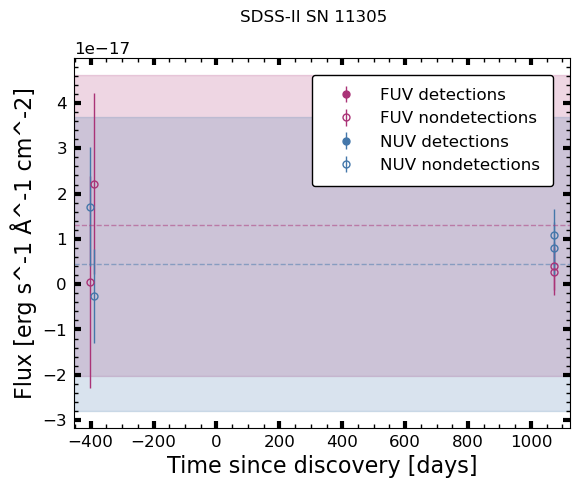 SDSS-II SN 11305
1e−17
FUV detections
FUV nondetections
NUV detections
NUV nondetections
4
3
2
1
0
−1
−2
−3
Flux [erg s^-1 Å^-1 cm^-2]
−400 −200 0 200 400 600 800 1000
Time since discovery [days]